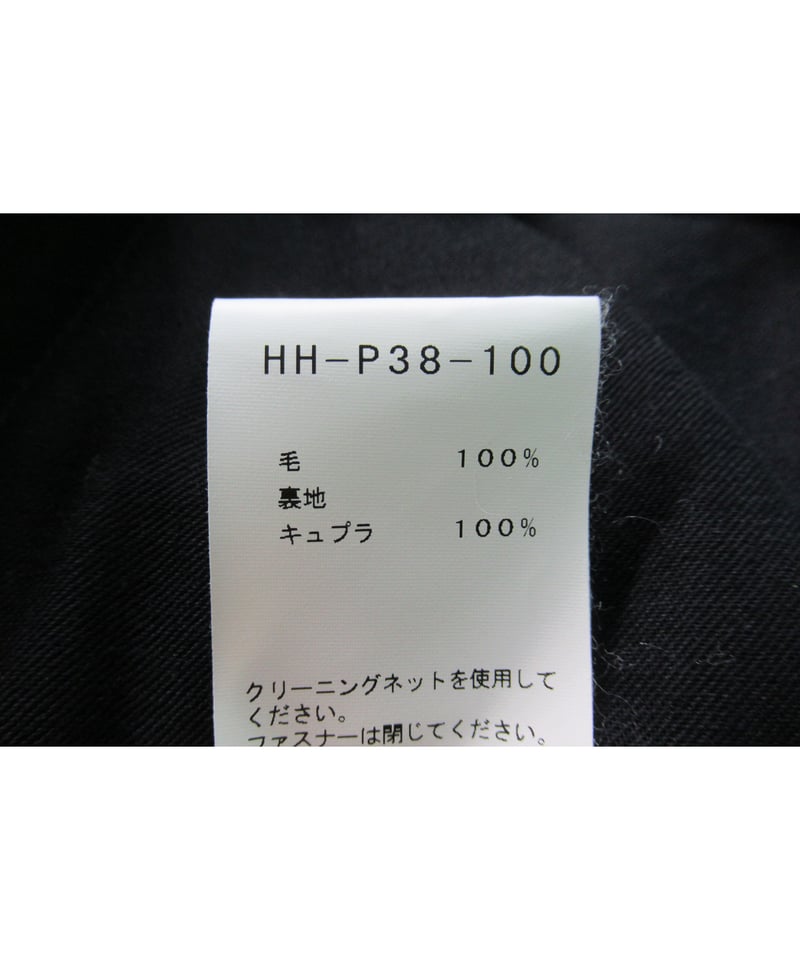 HH-P38-100
毛 100%
裏地
キュプラ 100%
クリーニングネットを使用して
ください。
ファスナーは閉じてください。